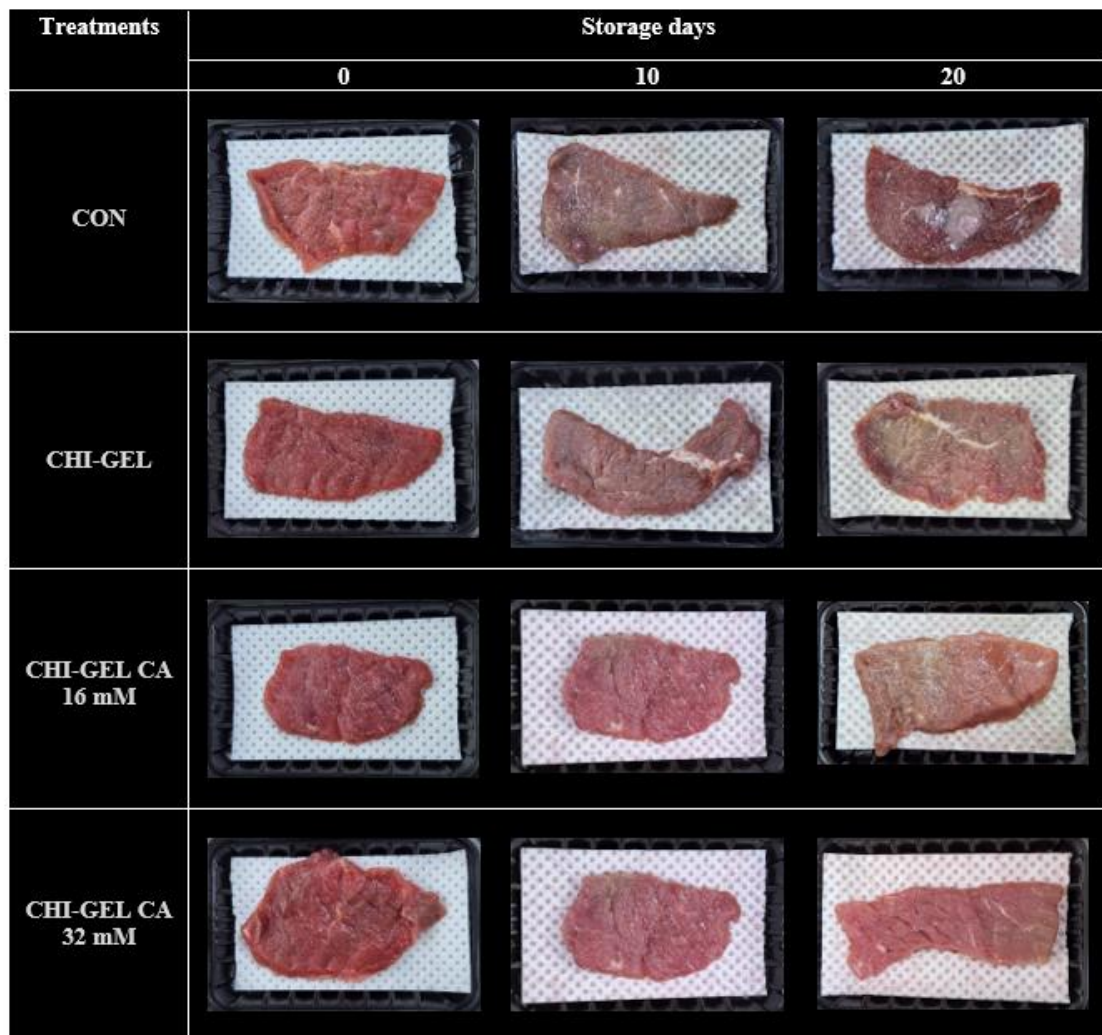 Treatments
Storage days
0
10
20
CON
CHI-GEL
CHI-GEL CA
16 mM
CHI-GEL CA
32 mM